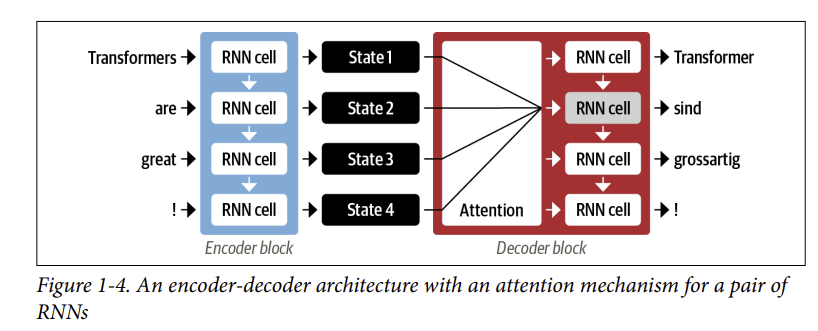 Transformers RNN cell State 1 RNN cell Transformer
are RNN cell State 2 RNN cell sind
great RNN cell State 3 RNN cell grossartig
! RNN cell State 4 Attention RNN cell !
Encoder block Decoder block
Figure 1-4. An encoder-decoder architecture with an attention mechanism for a pair of
RNNs